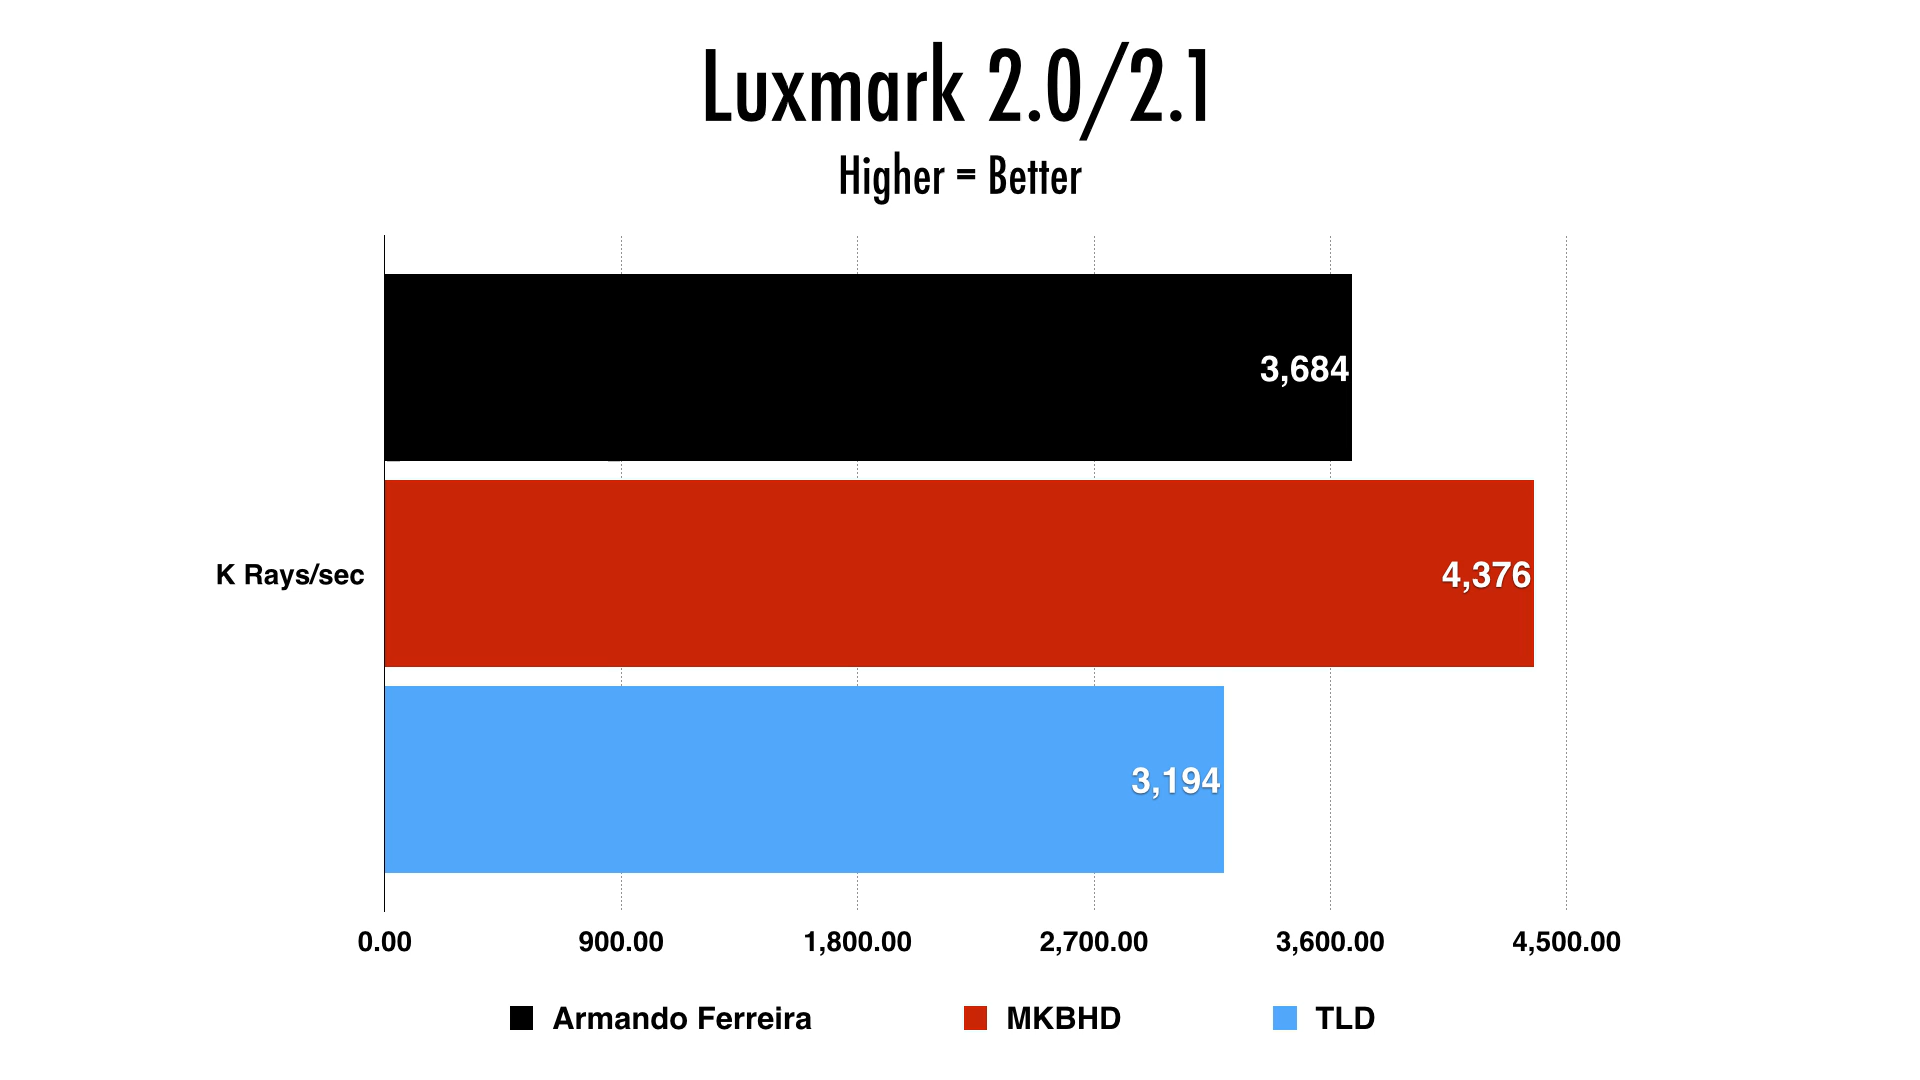 Luxmark 2.0/2.1
Higher = Better
3,684
K Rays/sec
4,376
3,194
0.00 900.00 1,800.00 2,700.00 3,600.00 4,500.00
Armando Ferreira MKBHD TLD